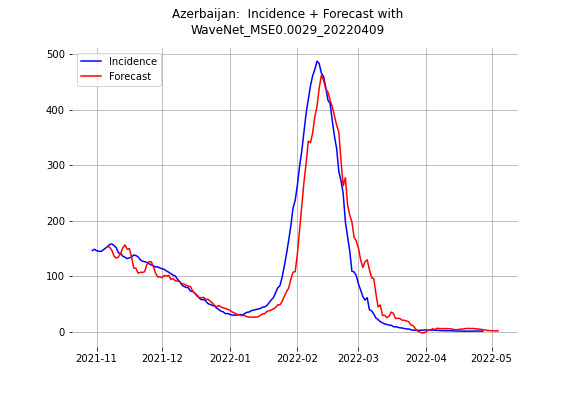 Azerbaijan:  Incidence + Forecast with
WaveNet_MSE0.0029_20220409
Incidence
Forecast
500
400
300
200
100
0
2021-11 2021-12 2022-01 2022-02 2022-03 2022-04 2022-05